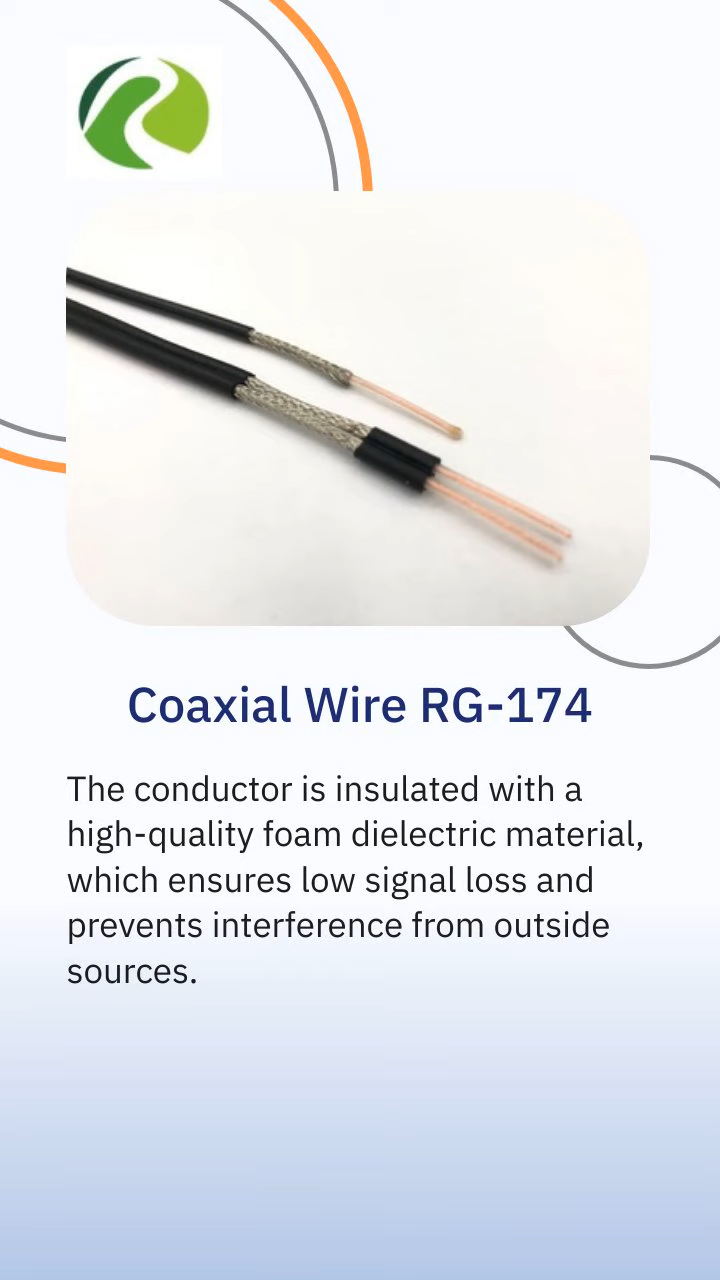 Coaxial Wire RG-174
The conductor is insulated with a
high-quality foam dielectric material,
which ensures low signal loss and
prevents interference from outside
sources.